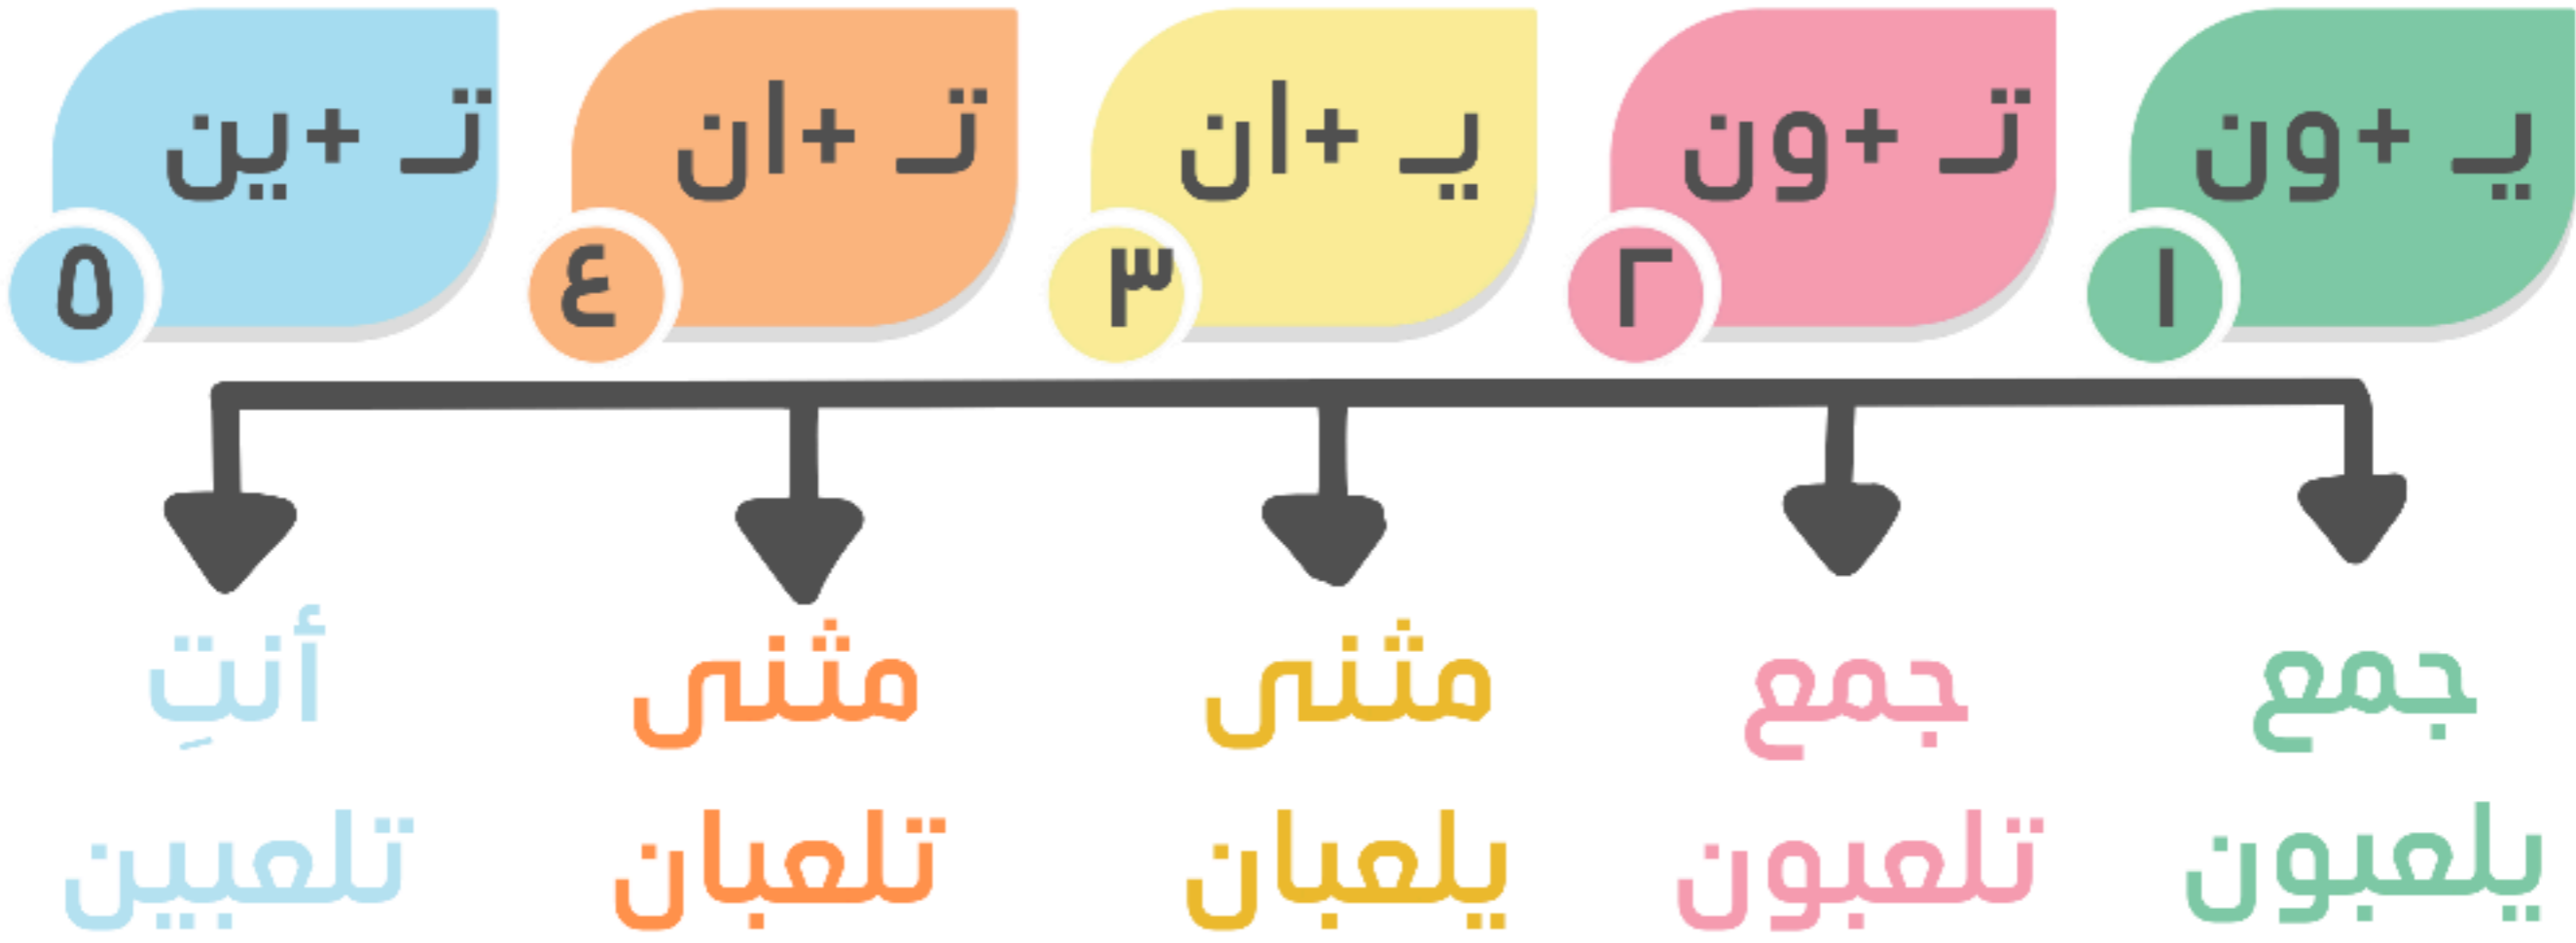 يـ +ون
تـ +ون
يـ +ان
تـ +ان
تـ +ين
١
٢
٣
٤
٥
جمع
جمع
مثنى
مثنى
أنتِ
يلعبون
تلعبون
يلعبان
تلعبان
تلعبين